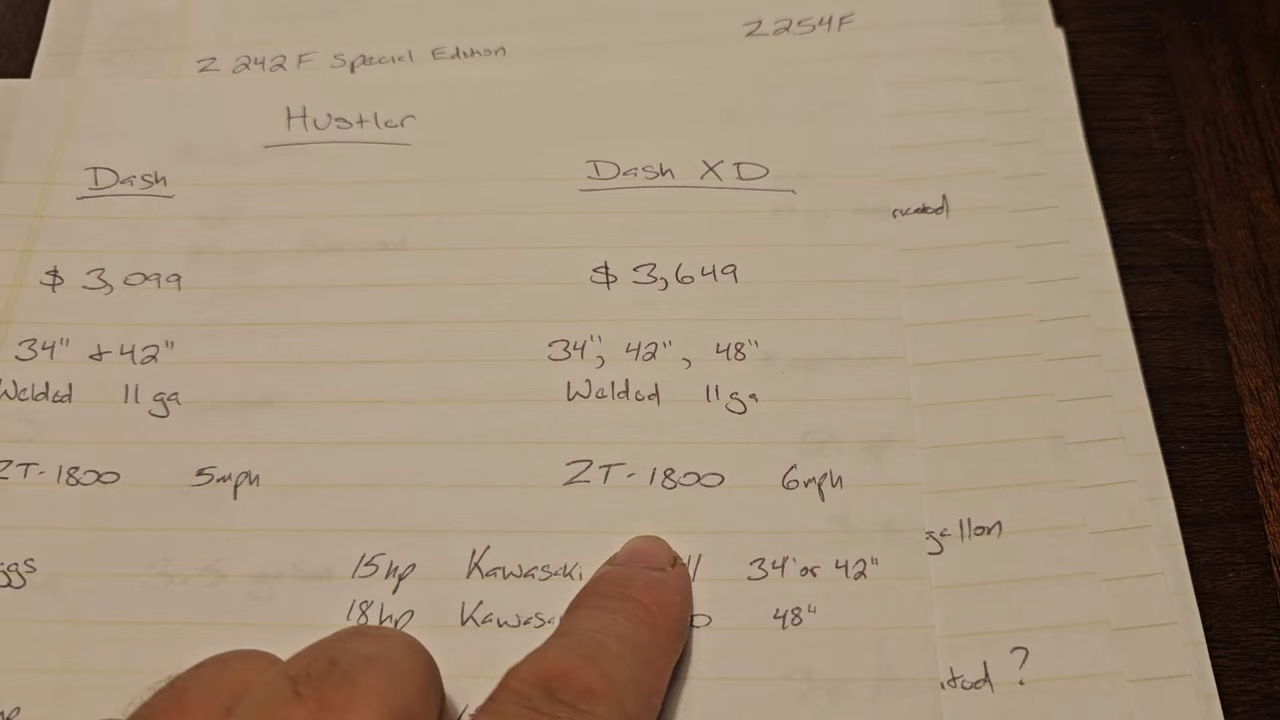 Z 242 F Special Edition
Z254F
Hustler
Dash
Dash XD
$ 3,099
$ 3,649
34" & 42"
34", 42", 48"
Welded 11 ga
Welded 11 ga
ZT-1800 5mph
ZT-1800 6mph
gallon
15hp Kawasaki 34" or 42"
18hp 48"
?